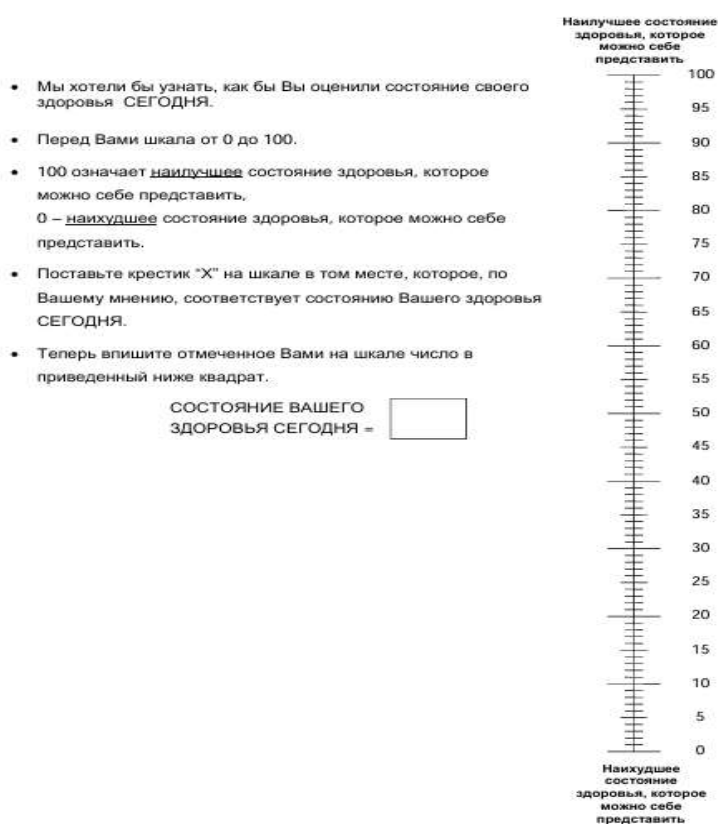 • Мы хотели бы узнать, как бы Вы оценили состояние своего
здоровья СЕГОДНЯ.
• Перед Вами шкала от 0 до 100.
• 100 означает наилучшее состояние здоровья, которое
можно себе представить,
0 – наихудшее состояние здоровья, которое можно себе
представить.
• Поставьте крестик “X” на шкале в том месте, которое, по
Вашему мнению, соответствует состоянию Вашего здоровья
СЕГОДНЯ.
• Теперь впишите отмеченное Вами на шкале число в
приведенный ниже квадрат.
СОСТОЯНИЕ ВАШЕГО
ЗДОРОВЬЯ СЕГОДНЯ =
Наилучшее состояние
здоровья, которое
можно себе
представить
100
95
90
85
80
75
70
65
60
55
50
45
40
35
30
25
20
15
10
5
0
Наихудшее
состояние
здоровья, которое
можно себе
представить